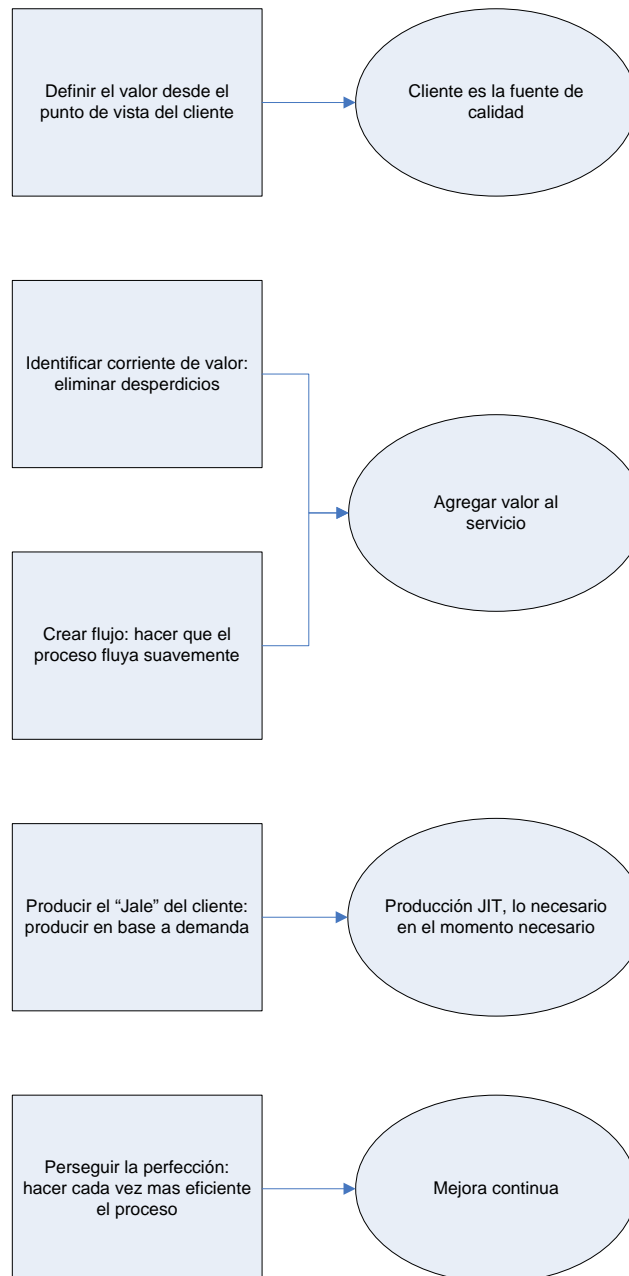 Definir el valor desde el
punto de vista del cliente
Cliente es la fuente de
calidad
Identificar corriente de valor:
eliminar desperdicios
Agregar valor al
servicio
Crear flujo: hacer que el
proceso fluya suavemente
Producir el “Jale” del cliente:
producir en base a demanda
Producción JIT, lo necesario
en el momento necesario
Perseguir la perfección:
hacer cada vez mas eficiente
el proceso
Mejora continua